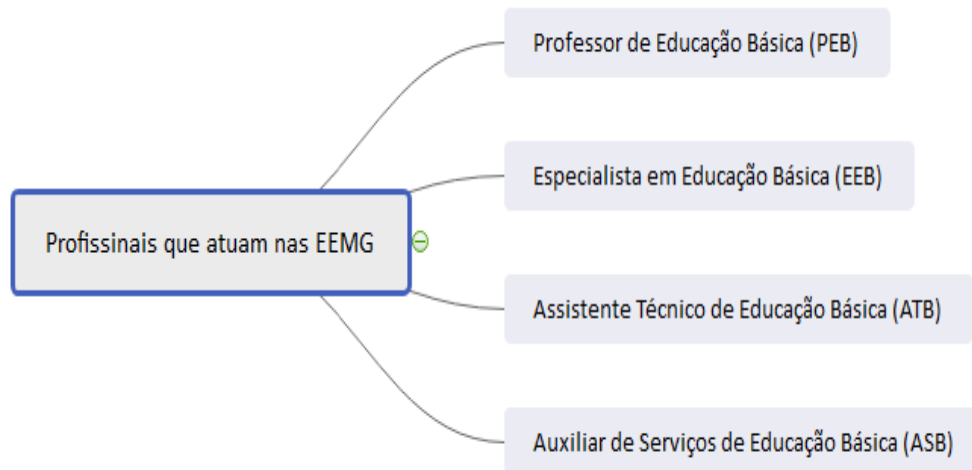 Professor de Educação Básica (PEB)
Especialista em Educação Básica (EEB)
Profissinais que atuam nas EEMG
Assistente Técnico de Educação Básica (ATB)
Auxiliar de Serviços de Educação Básica (ASB)